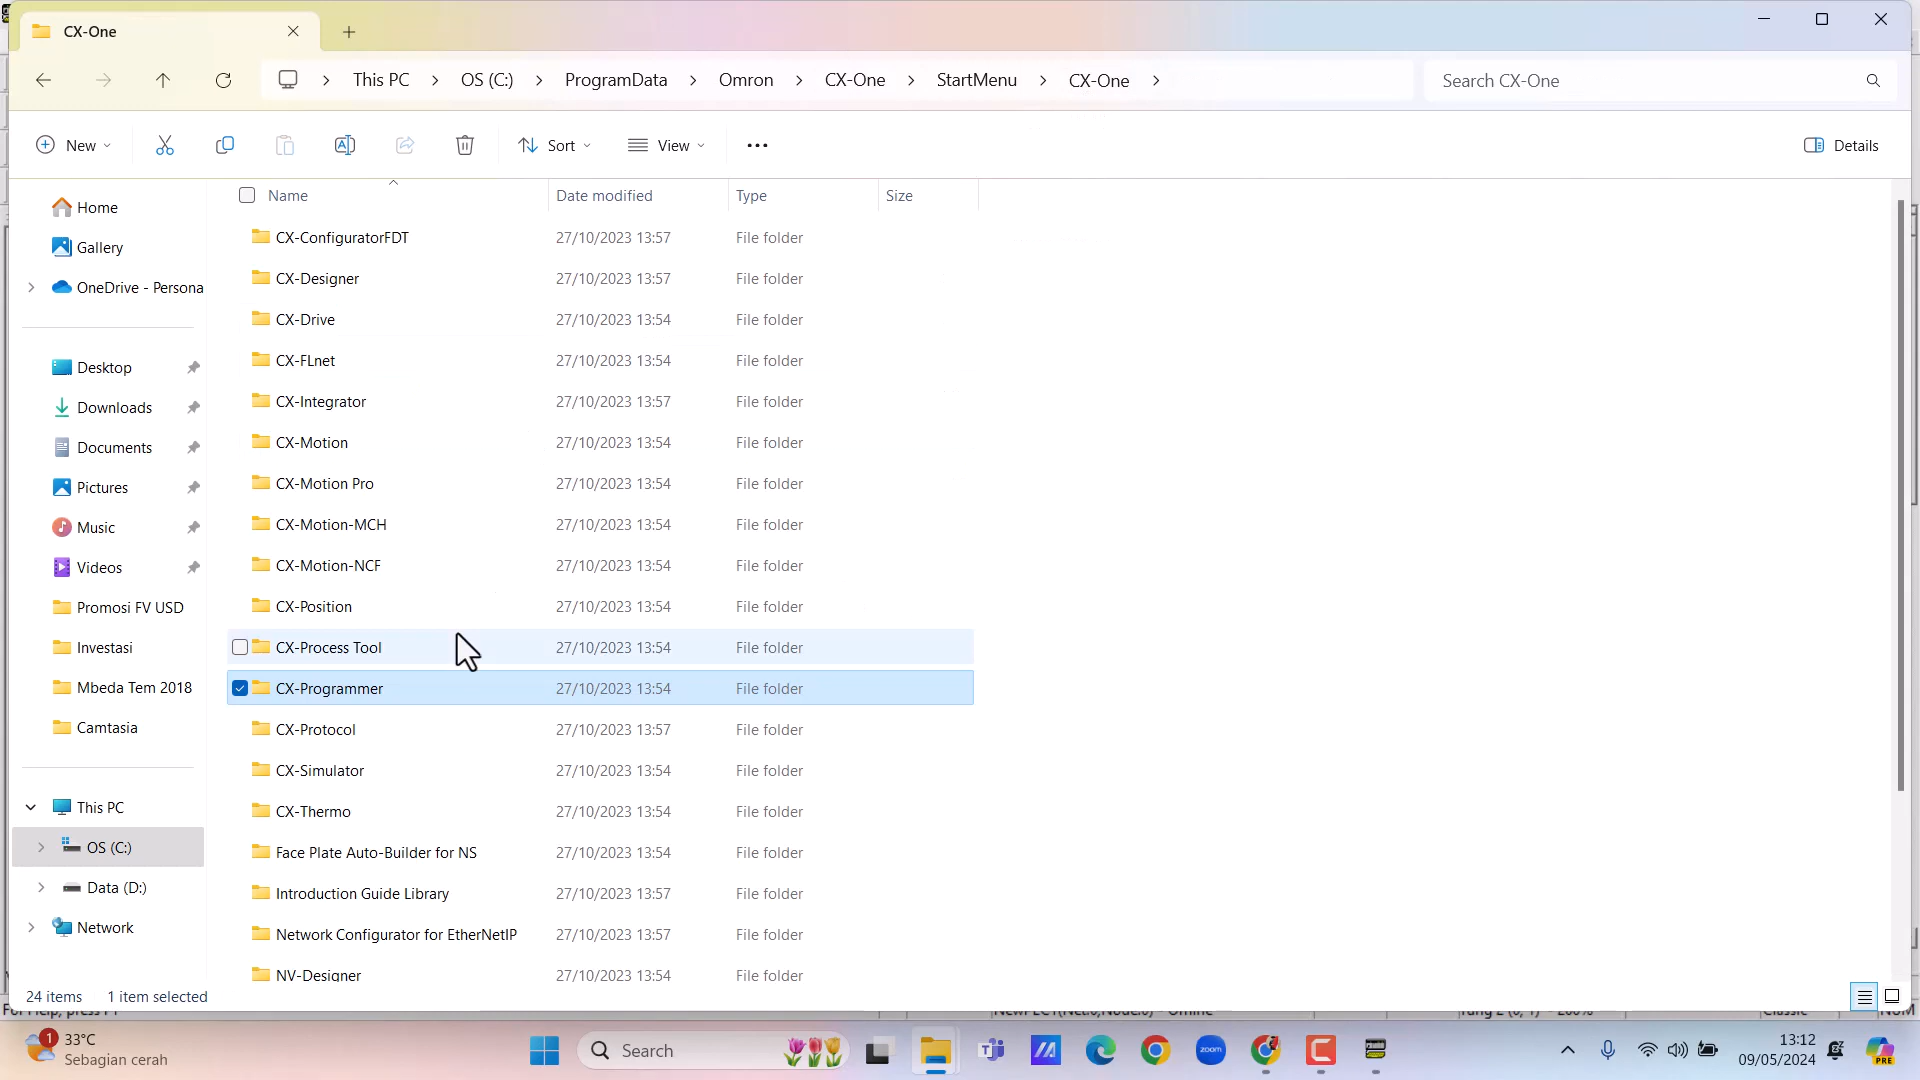 CX-One
This PC > OS (C:) > ProgramData > Omron > CX-One > StartMenu > CX-One >
Search CX-One
New
Sort
View
Details
Name Date modified Type Size
Home
Gallery
OneDrive - Persona
Desktop
Downloads
Documents
Pictures
Music
Videos
Promosi FV USD
Investasi
Mbeda Tem 2018
Camtasia
This PC
OS (C:)
Data (D:)
Network
CX-ConfiguratorFDT 27/10/2023 13:57 File folder
CX-Designer 27/10/2023 13:57 File folder
CX-Drive 27/10/2023 13:54 File folder
CX-FLnet 27/10/2023 13:54 File folder
CX-Integrator 27/10/2023 13:57 File folder
CX-Motion 27/10/2023 13:54 File folder
CX-Motion Pro 27/10/2023 13:54 File folder
CX-Motion-MCH 27/10/2023 13:54 File folder
CX-Motion-NCF 27/10/2023 13:54 File folder
CX-Position 27/10/2023 13:54 File folder
CX-Process Tool 27/10/2023 13:54 File folder
CX-Programmer 27/10/2023 13:54 File folder
CX-Protocol 27/10/2023 13:57 File folder
CX-Simulator 27/10/2023 13:54 File folder
CX-Thermo 27/10/2023 13:54 File folder
Face Plate Auto-Builder for NS 27/10/2023 13:54 File folder
Introduction Guide Library 27/10/2023 13:57 File folder
Network Configurator for EtherNetIP 27/10/2023 13:57 File folder
NV-Designer 27/10/2023 13:54 File folder
24 items 1 item selected
1
33°C
Sebagian cerah
Search
zoom
13:12
09/05/2024
PRE